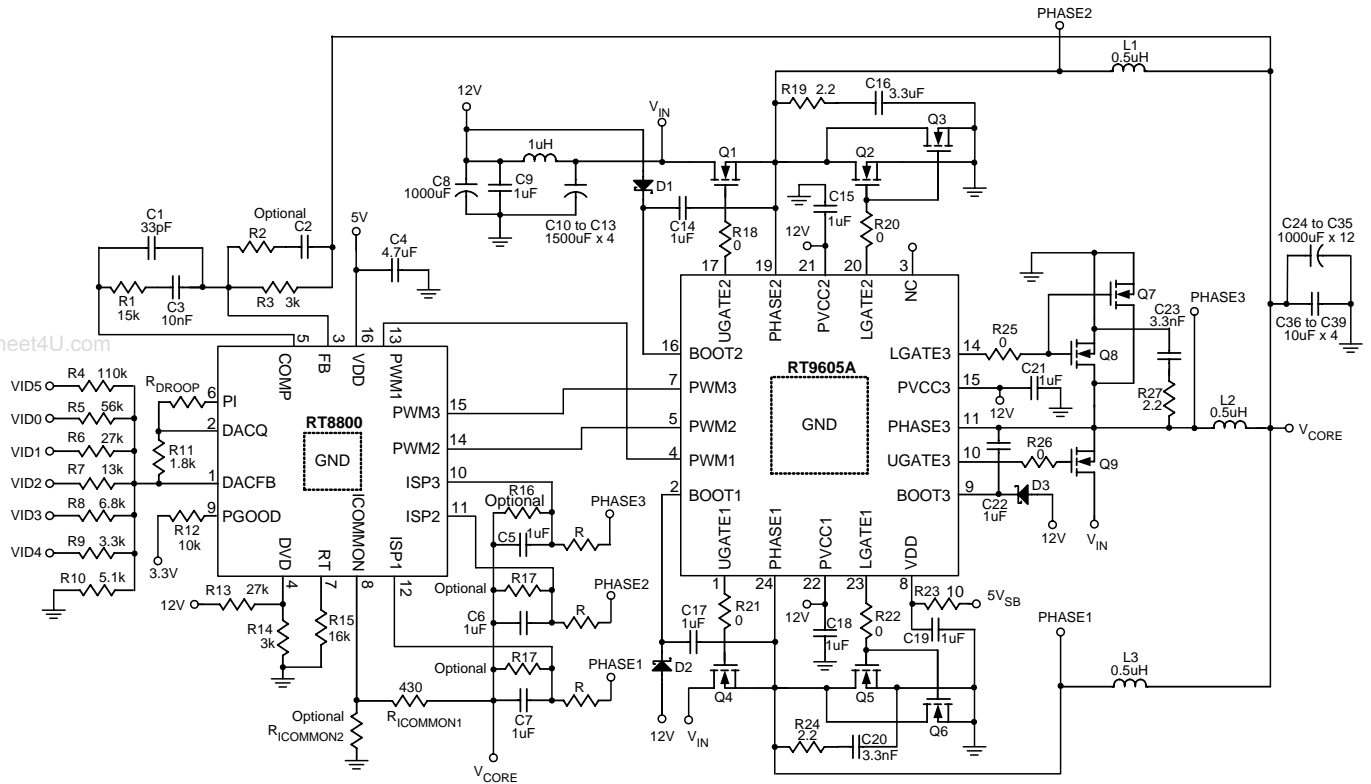 PHASE2
L1
0.5uH
12V
V_IN
R19 2.2
C16
3.3uF
Q3
1uH
Q1
Q2
C8
1000uF
C9
1uF
D1
C10 to C13
1500uF x 4
C14
1uF
R18
0
C15
1uF
12V
R20
0
C1
33pF
Optional
R2
C2
5V
C4
4.7uF
R1
15k
C3
10nF
R3 3k
17
19
21
20
3
UGATE2
PHASE2
PVCC2
LGATE2
NC
C24 to C35
1000uF x 12
C36 to C39
10uF x 4
heet4U.com
5
3
16
13
COMP
FB
VDD
PWM1
RT8800
GND
VID5
R4 110k
VID0
R5 56k
VID1
R6 27k
VID2
R7 13k
VID3
R8 6.8k
VID4
R9 3.3k
R10 5.1k
R_DROOP
R11
1.8k
R12
10k
3.3V
6 PI
2 DACQ
1 DACFB
9 PGOOD
PWM3 15
PWM2 14
ISP3 10
ISP2 11
DVD
RT
ICOMMON
ISP1
4
7
8
12
12V
R13 27k
R14
3k
R15
16k
16 BOOT2
7 PWM3
5 PWM2
4 PWM1
2 BOOT1
RT9605A
GND
LGATE3 14
PVCC3 15
PHASE3 11
UGATE3 10
BOOT3 9
R25
0
Q7
Q8
C23
3.3nF
PHASE3
C21
1uF
12V
R27
2.2
L2
0.5uH
V_CORE
R26
0
Q9
C22
1uF
D3
12V
V_IN
UGATE1
PHASE1
PVCC1
LGATE1
VDD
1
24
22
23
8
Optional
R16
C5
1uF
R
PHASE3
Optional
R17
C6
1uF
R
PHASE2
Optional
R17
C7
1uF
R
PHASE1
430
R_ICOMMON1
Optional
R_ICOMMON2
V_CORE
C17
1uF
D2
12V
R21
0
12V
C18
1uF
R22
0
R23 10
5V_SB
C19
1uF
V_IN
Q4
Q5
Q6
R24
2.2
C20
3.3nF
PHASE1
L3
0.5uH